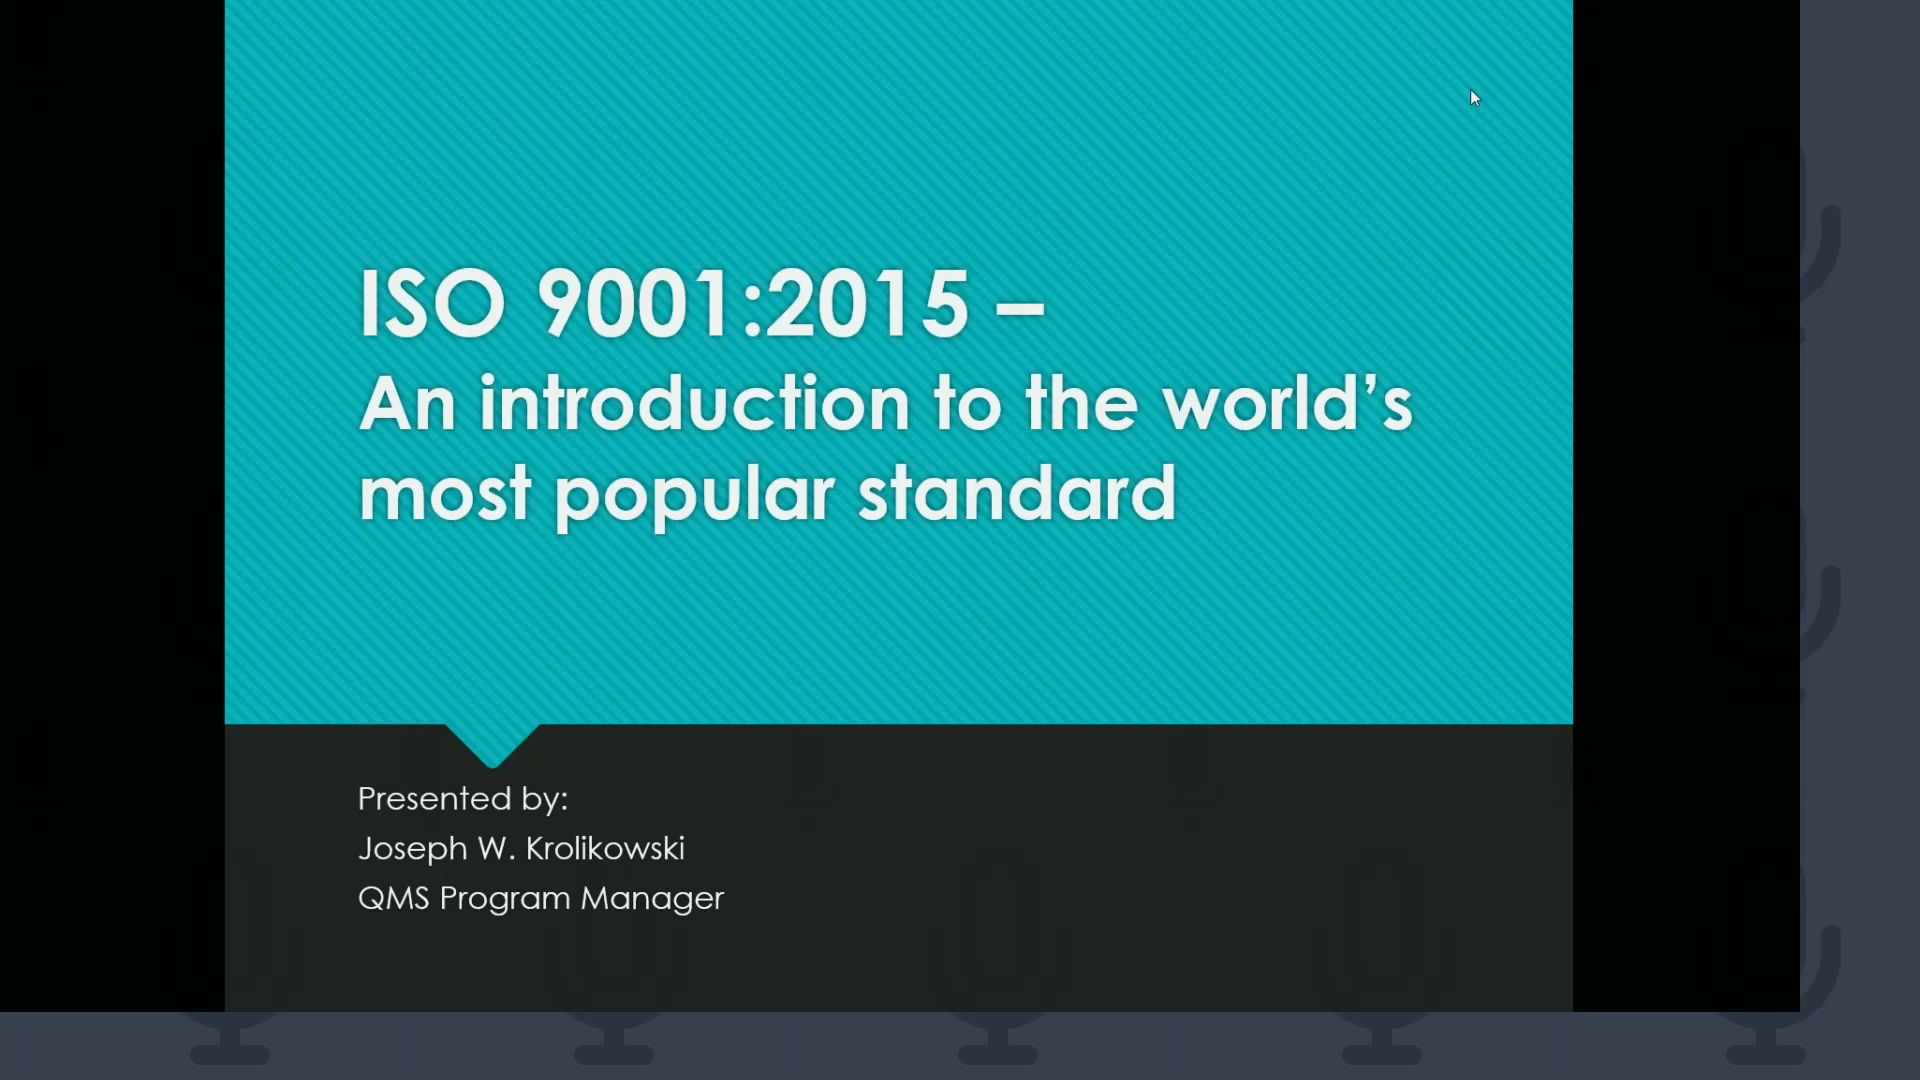 ISO 9001:2015 –
An introduction to the world’s
most popular standard
Presented by:
Joseph W. Krolikowski
QMS Program Manager